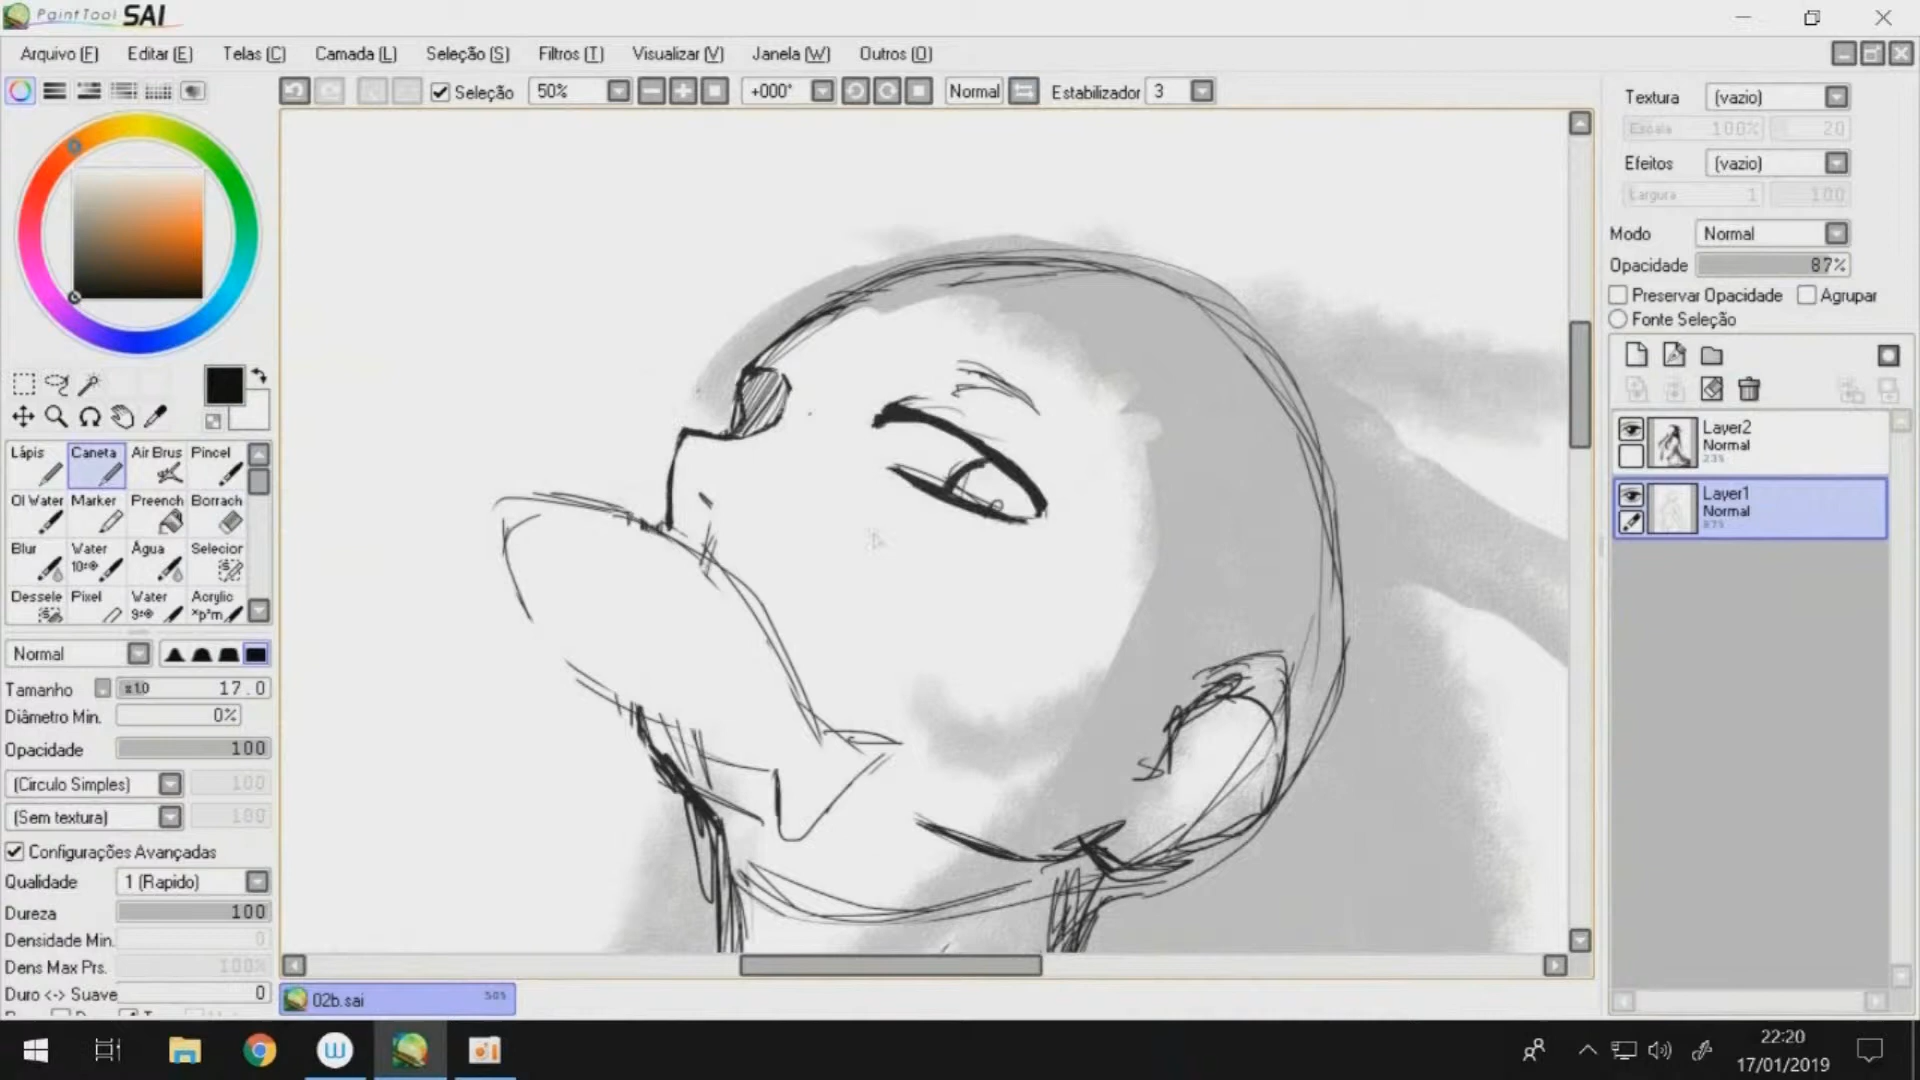 PaintTool SAI
Arquivo (F) Editar (E) Telas (C) Camada (L) Seleção (S) Filtros (T) Visualizar (V) Janela (W) Outros (O)
Seleção 50% +000° Normal Estabilizador 3
Textura (vazio)
Escala 100% 20
Efeitos (vazio)
Largura 1 100
Modo Normal
Opacidade 87%
Preservar Opacidade Agrupar
Fonte Seleção
Layer2
Normal
23%
Layer1
Normal
87%
Lápis Caneta Air Brus Pincel
Ol Water Marker Preench Borrach
Blur Water Água Selecior
Dessele Pixel Water Acrylic
Normal
Tamanho x1.0 17.0
Diâmetro Min. 0%
Opacidade 100
(Circulo Simples) 100
(Sem textura) 100
Configurações Avançadas
Qualidade 1 (Rapido)
Dureza 100
Densidade Min. 0
Dens Max Prs. 100%
Duro <-> Suave 0
02b.sai 50%
22:20
17/01/2019